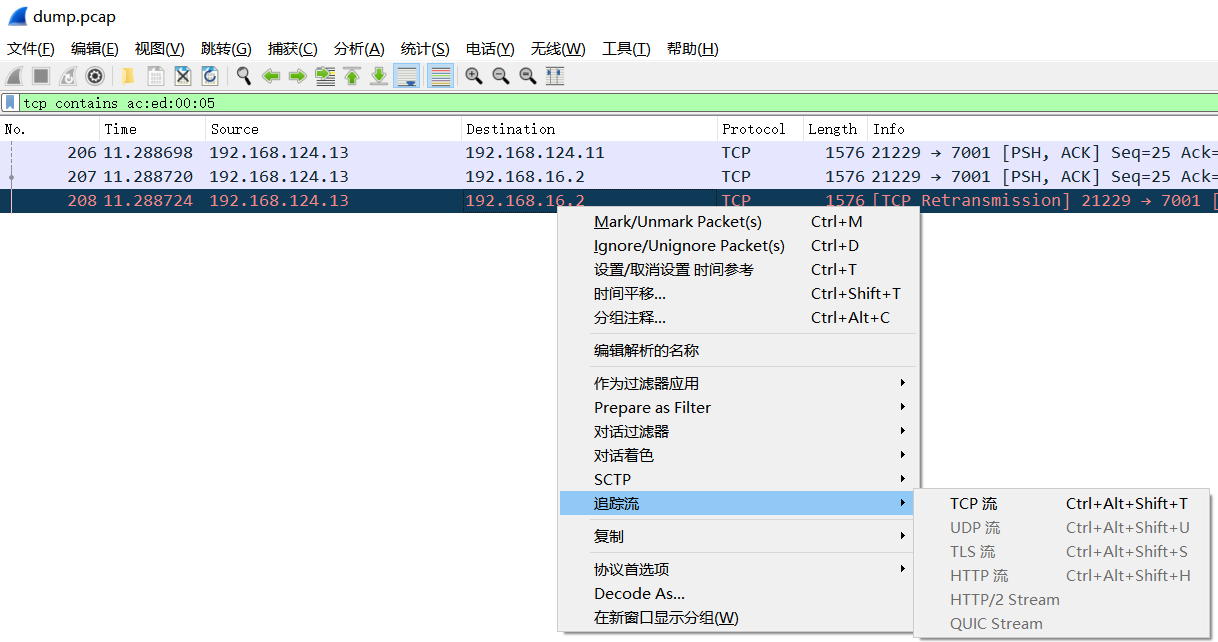 dump.pcap
文件(F) 编辑(E) 视图(V) 跳转(G) 捕获(C) 分析(A) 统计(S) 电话(Y) 无线(W) 工具(T) 帮助(H)
tcp contains ac:ed:00:05
No. Time Source Destination Protocol Length Info
206 11.288698 192.168.124.13 192.168.124.11 TCP 1576 21229 → 7001 [PSH, ACK] Seq=25 Ack=
207 11.288720 192.168.124.13 192.168.16.2 TCP 1576 21229 → 7001 [PSH, ACK] Seq=25 Ack=
208 11.288724 192.168.124.13 192.168.16.2 TCP 1576 [TCP Retransmission] 21229 → 7001 [
Mark/Unmark Packet(s) Ctrl+M
Ignore/Unignore Packet(s) Ctrl+D
设置/取消设置 时间参考 Ctrl+T
时间平移... Ctrl+Shift+T
分组注释... Ctrl+Alt+C
编辑解析的名称
作为过滤器应用
Prepare as Filter
对话过滤器
对话着色
SCTP
追踪流
TCP 流 Ctrl+Alt+Shift+T
UDP 流 Ctrl+Alt+Shift+U
TLS 流 Ctrl+Alt+Shift+S
HTTP 流 Ctrl+Alt+Shift+H
HTTP/2 Stream
QUIC Stream
复制
协议首选项
Decode As...
在新窗口显示分组(W)